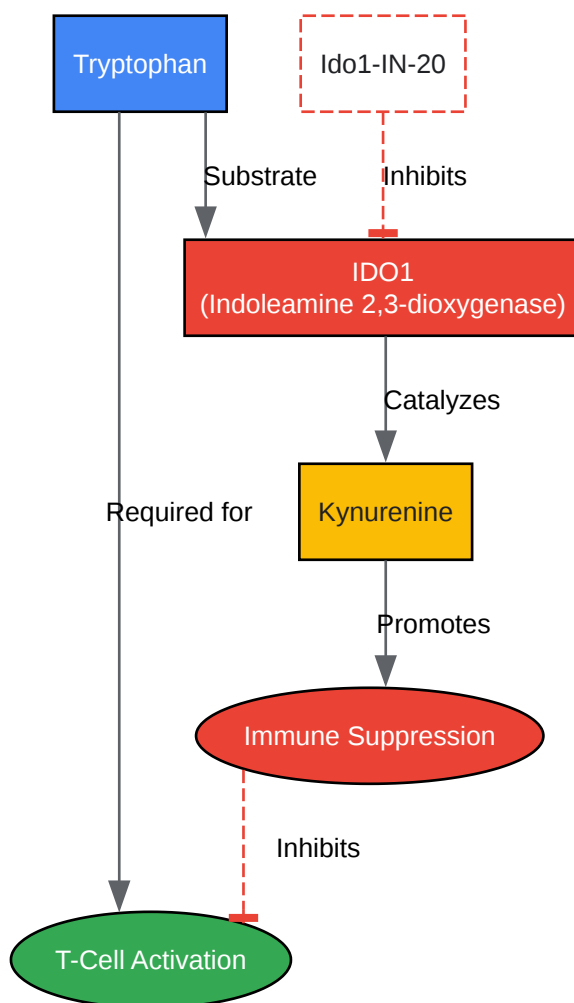 Tryptophan
Ido1-IN-20
Substrate
Inhibits
IDO1
(Indoleamine 2,3-dioxygenase)
Catalyzes
Kynurenine
Required for
Promotes
Immune Suppression
Inhibits
T-Cell Activation